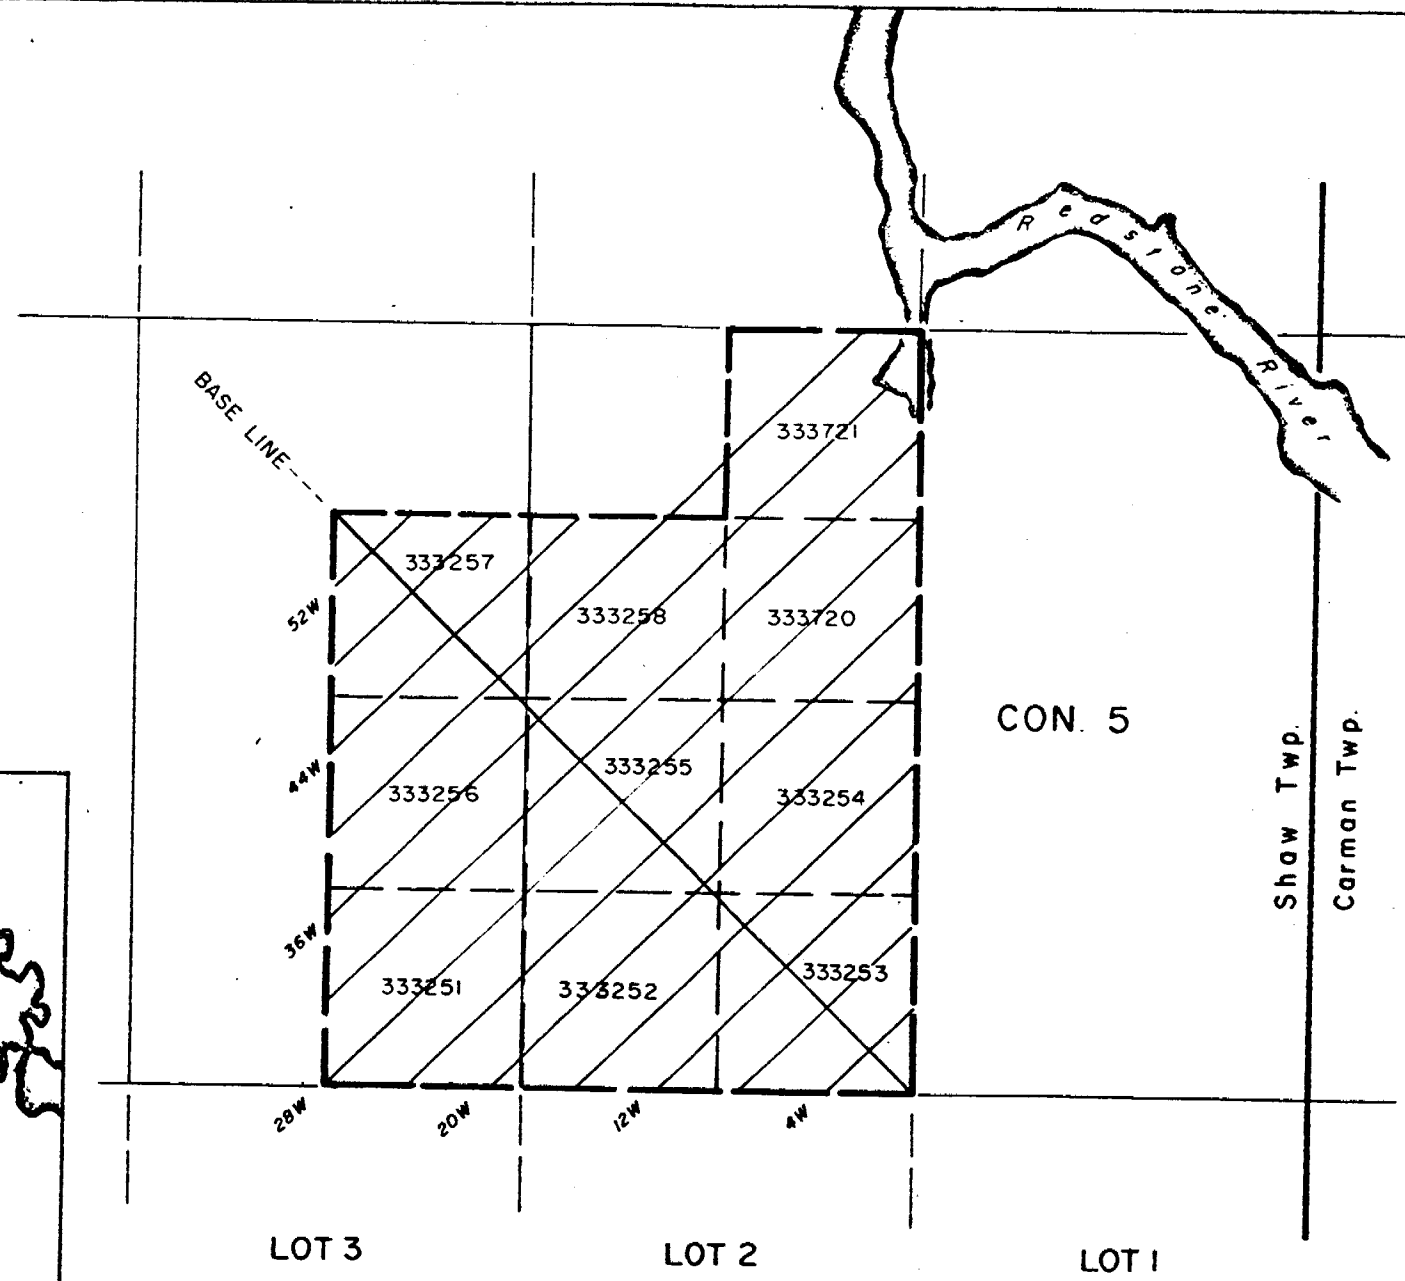 Redstone River
BASE LINE
333721
333257
333258
333720
52W
CON. 5
44W
333256
333255
333254
Shaw Twp.
Carman Twp.
36W
333251
333252
333253
28W
20W
12W
4W
LOT 3
LOT 2
LOT 1